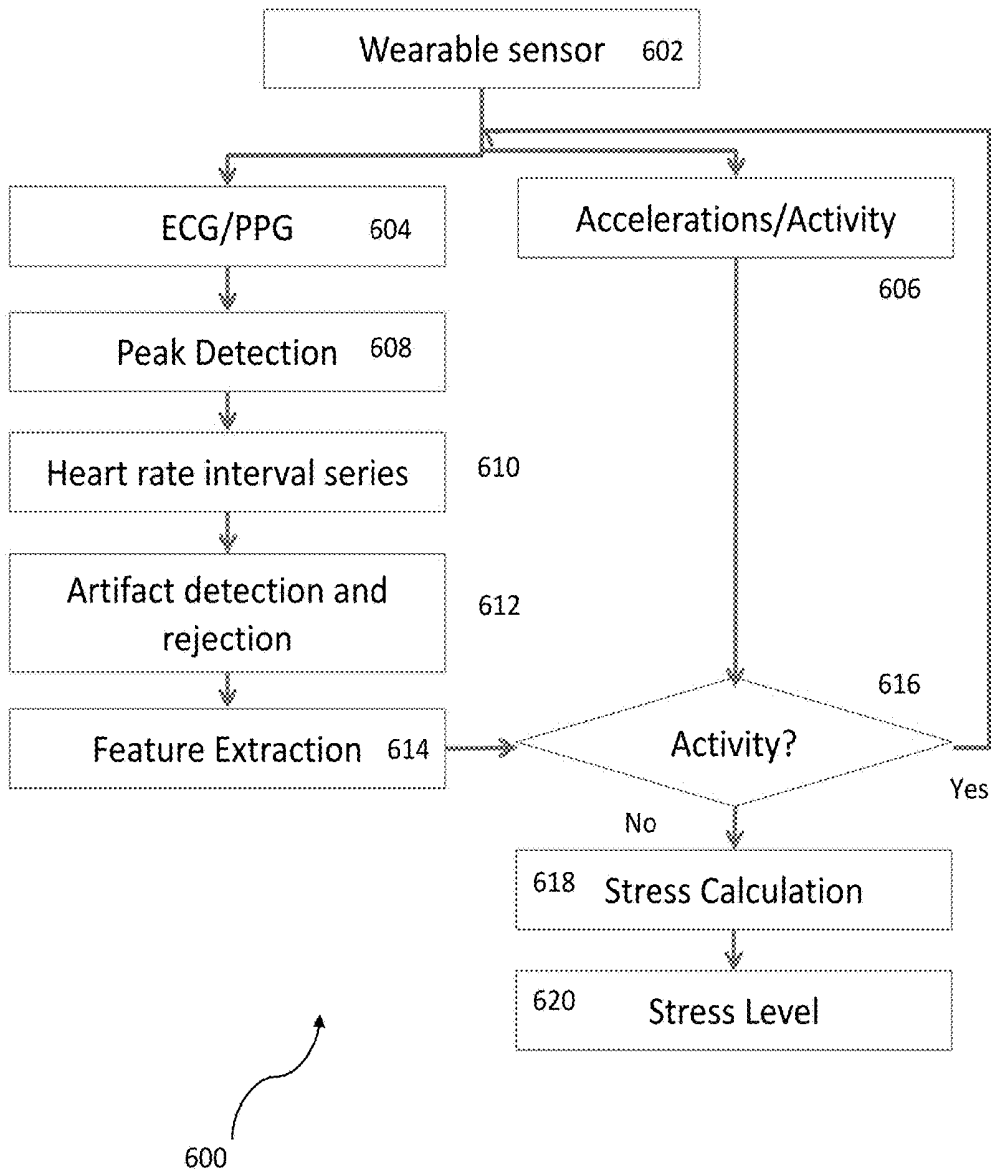 Wearable sensor 602
ECG/PPG 604
Accelerations/Activity
606
Peak Detection 608
Heart rate interval series 610
Artifact detection and
rejection
612
Feature Extraction 614
616
Activity?
Yes
No
618 Stress Calculation
620 Stress Level
600